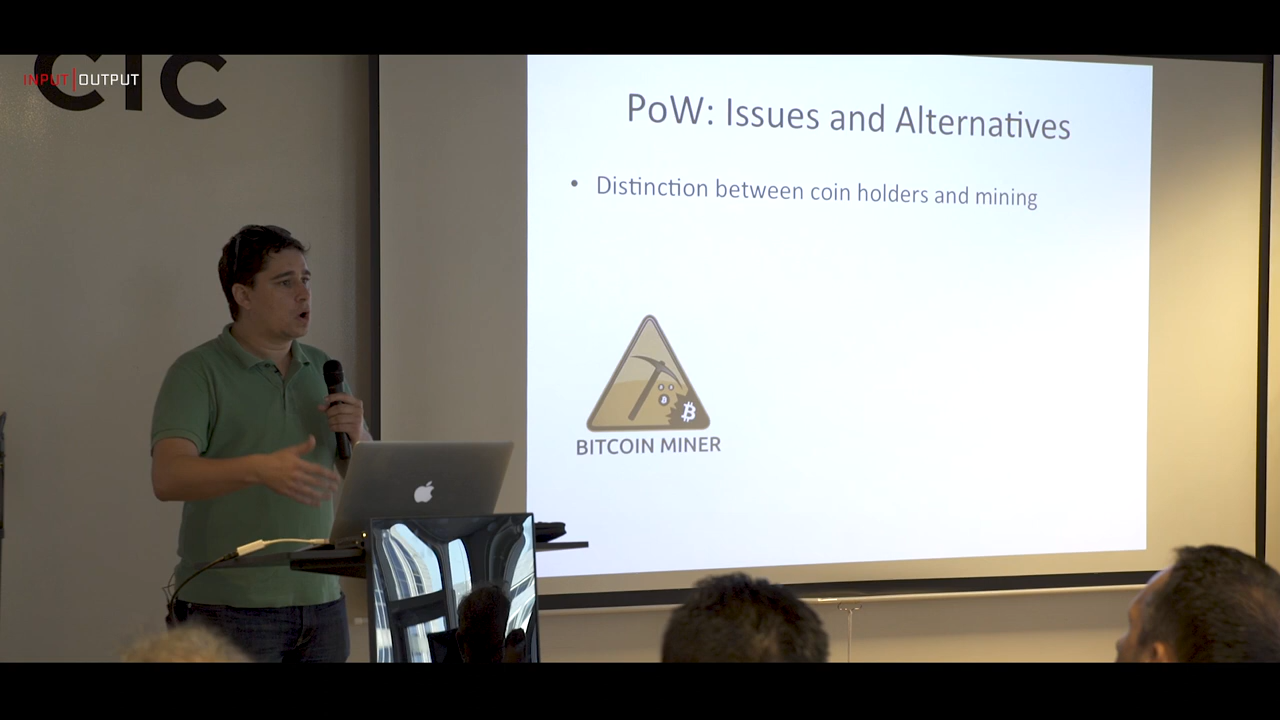 CIC
INPUT|OUTPUT
PoW: Issues and Alternatives
• Distinction between coin holders and mining
BITCOIN MINER